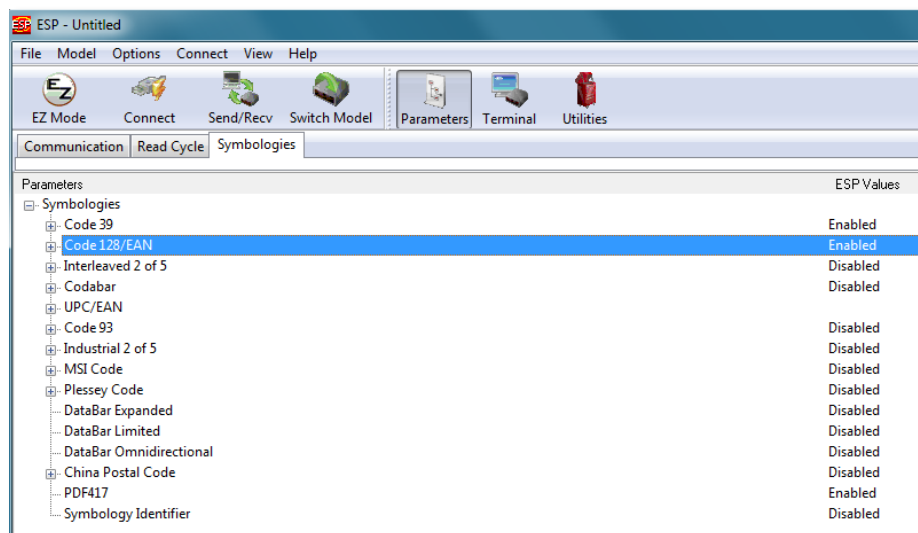 ESP ESP - Untitled
File Model Options Connect View Help
EZ
EZ Mode Connect Send/Recv Switch Model Parameters Terminal Utilities
Communication Read Cycle Symbologies
Parameters ESP Values
Symbologies
Code 39 Enabled
Code 128/EAN Enabled
Interleaved 2 of 5 Disabled
Codabar Disabled
UPC/EAN
Code 93 Disabled
Industrial 2 of 5 Disabled
MSI Code Disabled
Plessey Code Disabled
DataBar Expanded Disabled
DataBar Limited Disabled
DataBar Omnidirectional Disabled
China Postal Code Disabled
PDF417 Enabled
Symbology Identifier Disabled